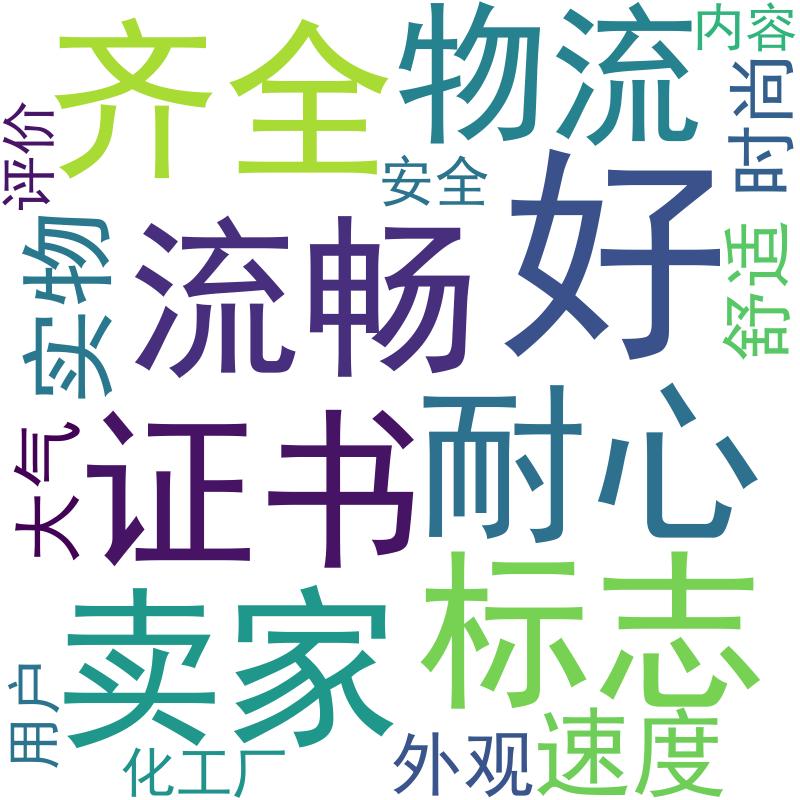 齐全
物流
内容
时尚
评价
安全
好
实物
流畅
舒适
大气
证书
耐心
卖家
标志
用户
化工厂
外观
速度